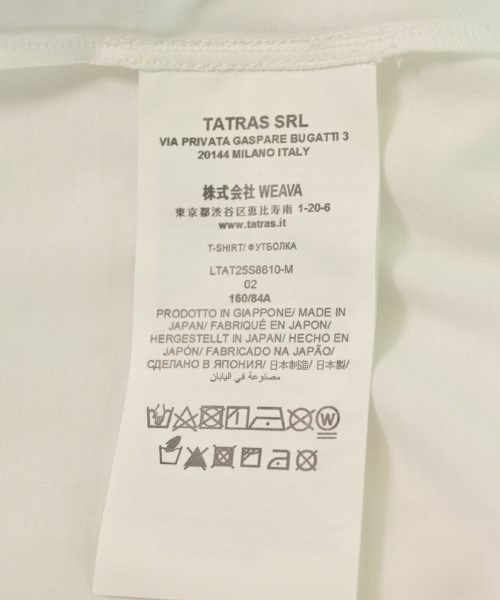 TATRAS SRL
VIA PRIVATA GASPARE BUGATTI 3
20144 MILANO ITALY
株式会社 WEAVA
東京都渋谷区恵比寿南 1-20-6
www.tatras.it
T-SHIRT/ ФУТБОЛКА
LTAT25S8610-M
02
160/84A
PRODOTTO IN GIAPPONE/ MADE IN
JAPAN/ FABRIQUÉ EN JAPON/
HERGESTELLT IN JAPAN/ HECHO EN
JAPÓN/ FABRICADO NA JAPÃO/
СДЕЛАНО В ЯПОНИЯ/ 日本制造/ 日本製/
مصنوعة في اليابان
W